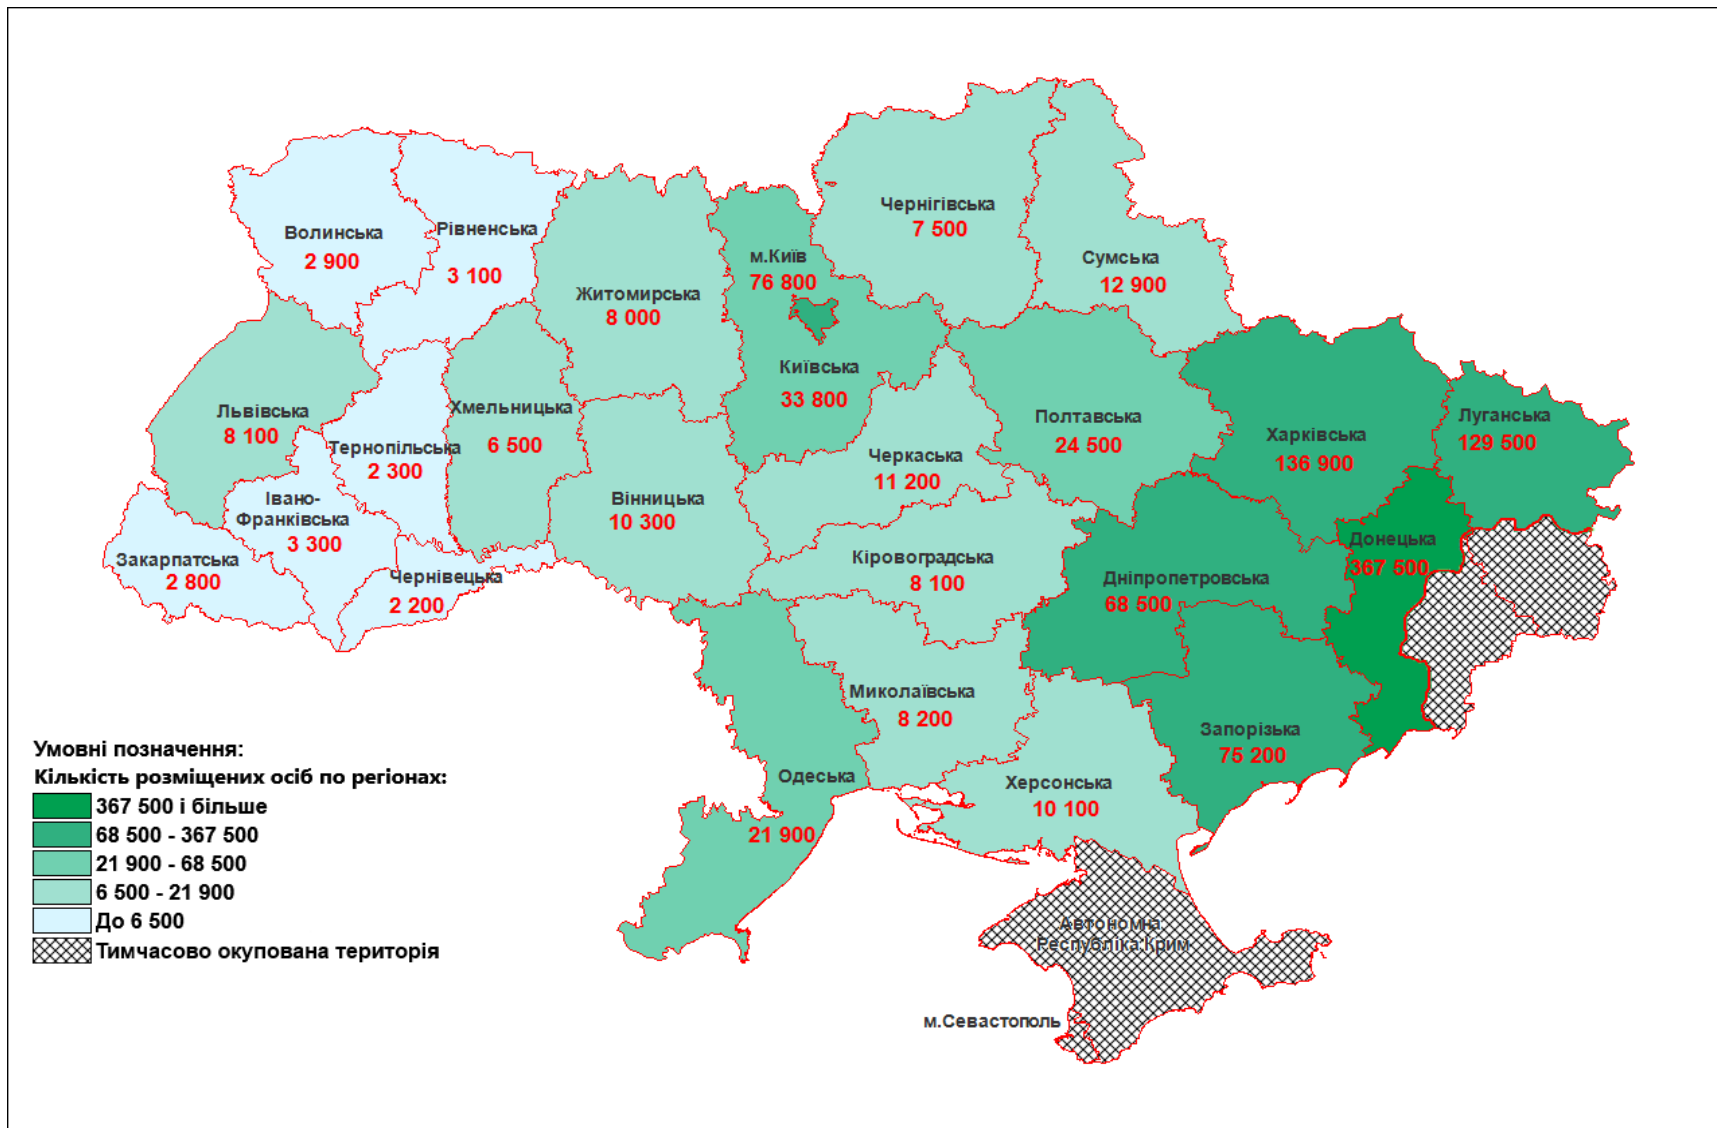 Чернігівська
7 500
Волинська
2 900
Рівненська
3 100
м.Київ
76 800
Сумська
12 900
Житомирська
8 000
Київська
33 800
Львівська
8 100
Хмельницька
6 500
Тернопільська
2 300
Полтавська
24 500
Харківська
136 900
Луганська
129 500
Черкаська
11 200
Івано-
Франківська
3 300
Вінницька
10 300
Закарпатська
2 800
Чернівецька
2 200
Кіровоградська
8 100
Дніпропетровська
68 500
Донецька
367 500
Миколаївська
8 200
Запорізька
75 200
Одеська
21 900
Херсонська
10 100
Автономна
Республіка Крим
м.Севастополь
Умовні позначення:
Кількість розміщених осіб по регіонах:
367 500 і більше
68 500 - 367 500
21 900 - 68 500
6 500 - 21 900
До 6 500
Тимчасово окупована територія